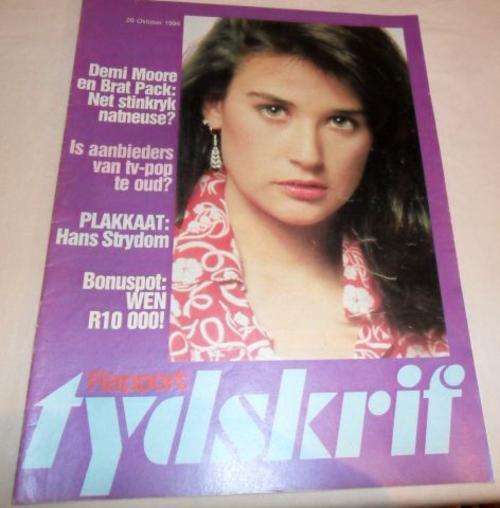 26 Oktober 1986
Demi Moore
en Brat Pack:
Net stinkryk
natneuse?
Is aanbieders
van tv-pop
te oud?
PLAKKAAT:
Hans Strydom
Bonuspot:
WEN
R10 000!
Rapport
tydskrif